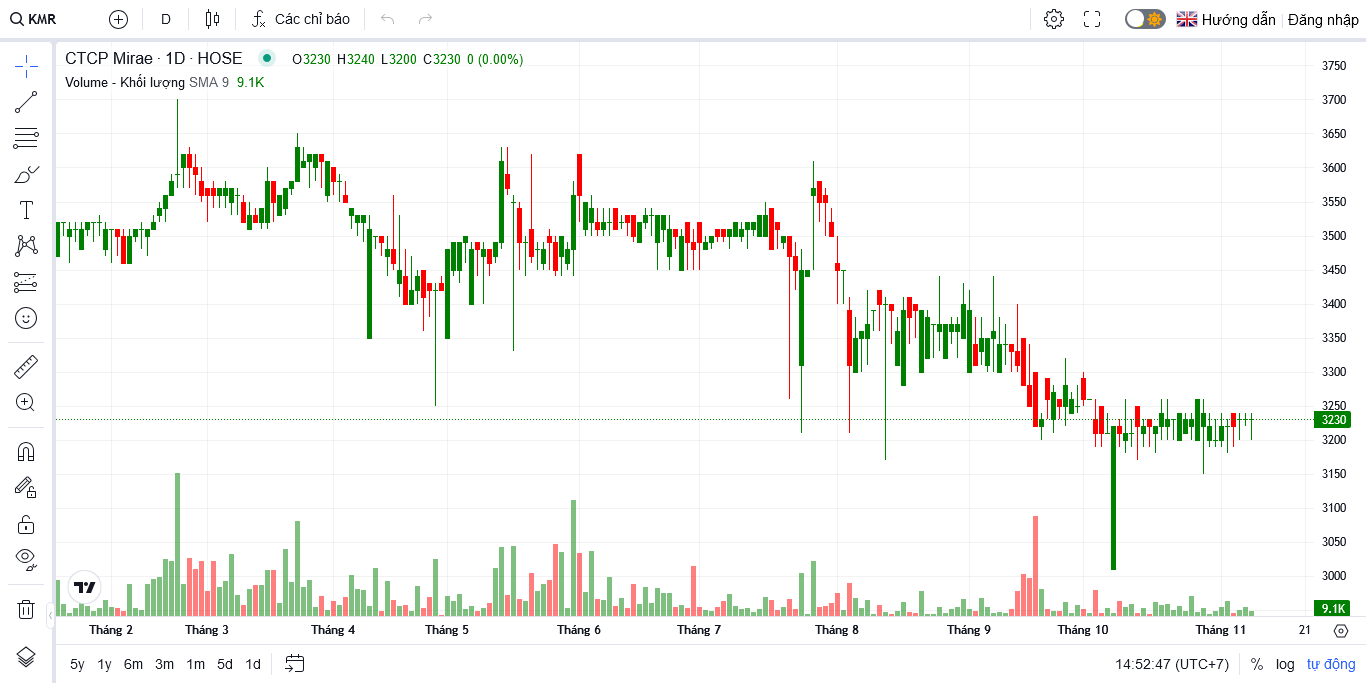 KMR D Các chỉ báo Hướng dẫn Đăng nhập
CTCP Mirae · 1D · HOSE O3230 H3240 L3200 C3230 0 (0.00%)
Volume - Khối lượng SMA 9 9.1K
3750
3700
3650
3600
3550
3500
3450
3400
3350
3300
3250
3230
3200
3150
3100
3050
3000
9.1K
Tháng 2 Tháng 3 Tháng 4 Tháng 5 Tháng 6 Tháng 7 Tháng 8 Tháng 9 Tháng 10 Tháng 11 21
5y 1y 6m 3m 1m 5d 1d 14:52:47 (UTC+7) % log tự động